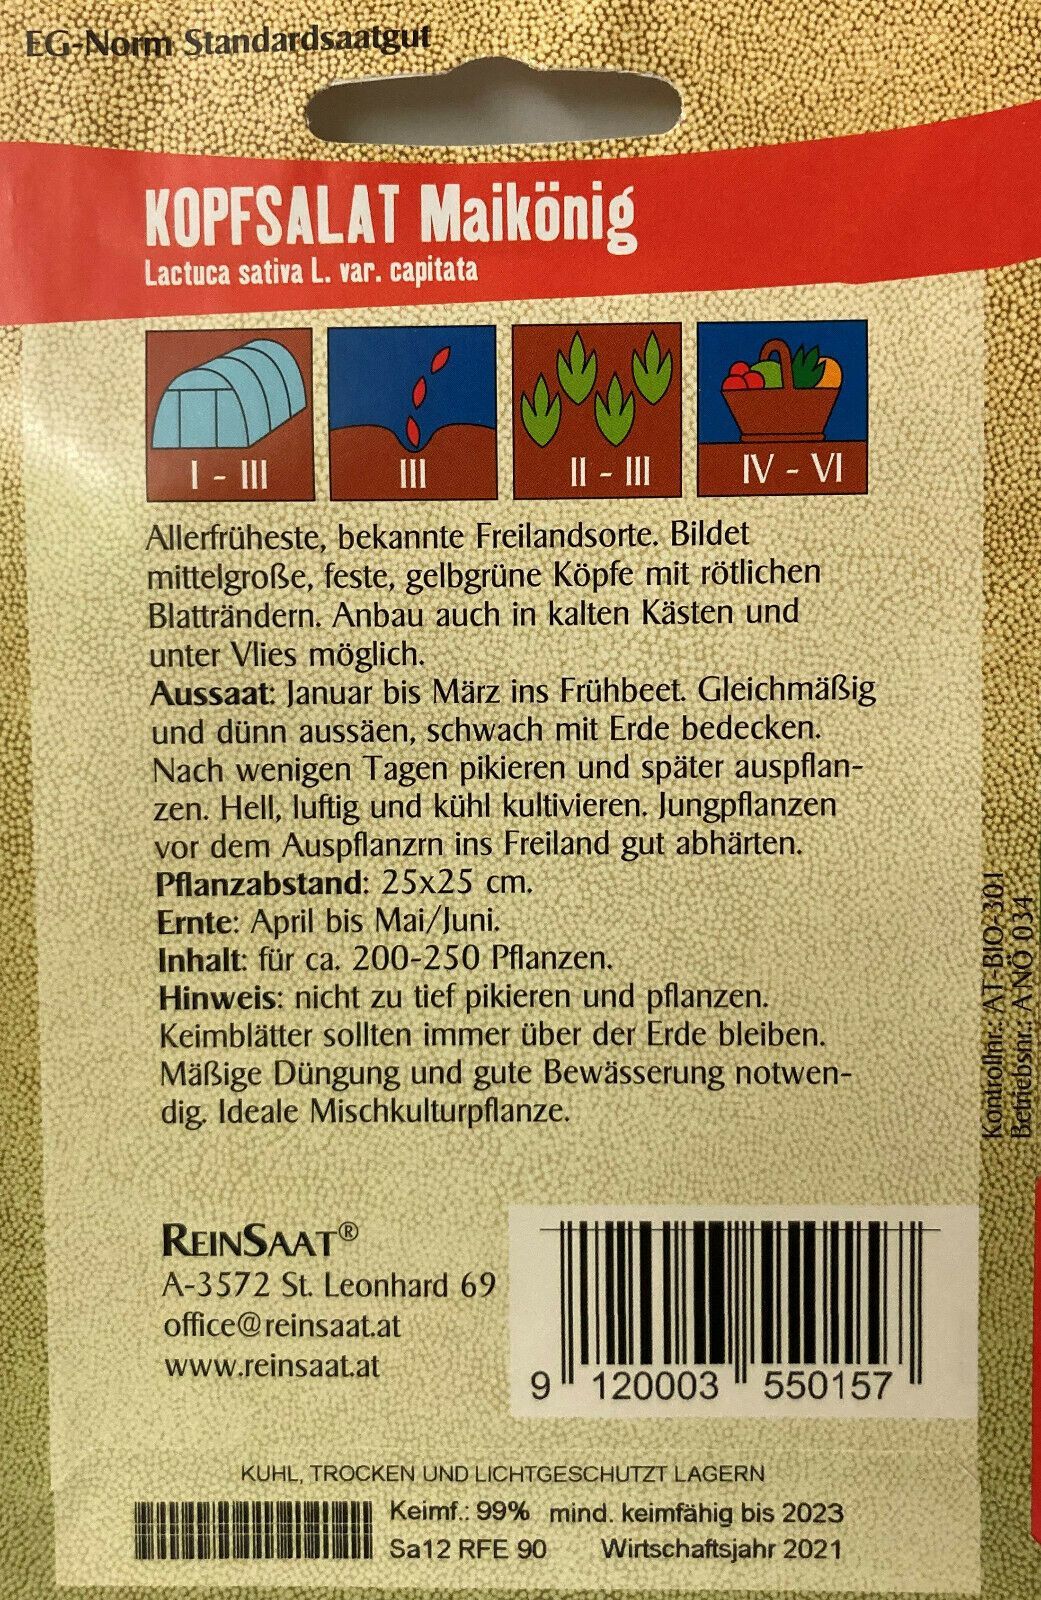 EG-Norm Standardsaatgut
KOPFSALAT Maikönig
Lactuca sativa L. var. capitata
I - III
III
II - III
IV - VI
Allerfrüheste, bekannte Freilandsorte. Bildet
mittelgroße, feste, gelbgrüne Köpfe mit rötlichen
Blatträndern. Anbau auch in kalten Kästen und
unter Vlies möglich.
Aussaat: Januar bis März ins Frühbeet. Gleichmäßig
und dünn aussäen, schwach mit Erde bedecken.
Nach wenigen Tagen pikieren und später auspflan-
zen. Hell, luftig und kühl kultivieren. Jungpflanzen
vor dem Auspflanzrn ins Freiland gut abhärten.
Pflanzabstand: 25x25 cm.
Ernte: April bis Mai/Juni.
Inhalt: für ca. 200-250 Pflanzen.
Hinweis: nicht zu tief pikieren und pflanzen.
Keimblätter sollten immer über der Erde bleiben.
Mäßige Düngung und gute Bewässerung notwen-
dig. Ideale Mischkulturpflanze.
Kontrollnr.: AT-BIO-301
Betriebsnr.: ANÖ 034
REINSAAT®
A-3572 St. Leonhard 69
office@reinsaat.at
www.reinsaat.at
9 120003 550157
KUHL, TROCKEN UND LICHTGESCHUTZT LAGERN
Keimf.: 99% mind. keimfähig bis 2023
Sa12 RFE 90 Wirtschaftsjahr 2021